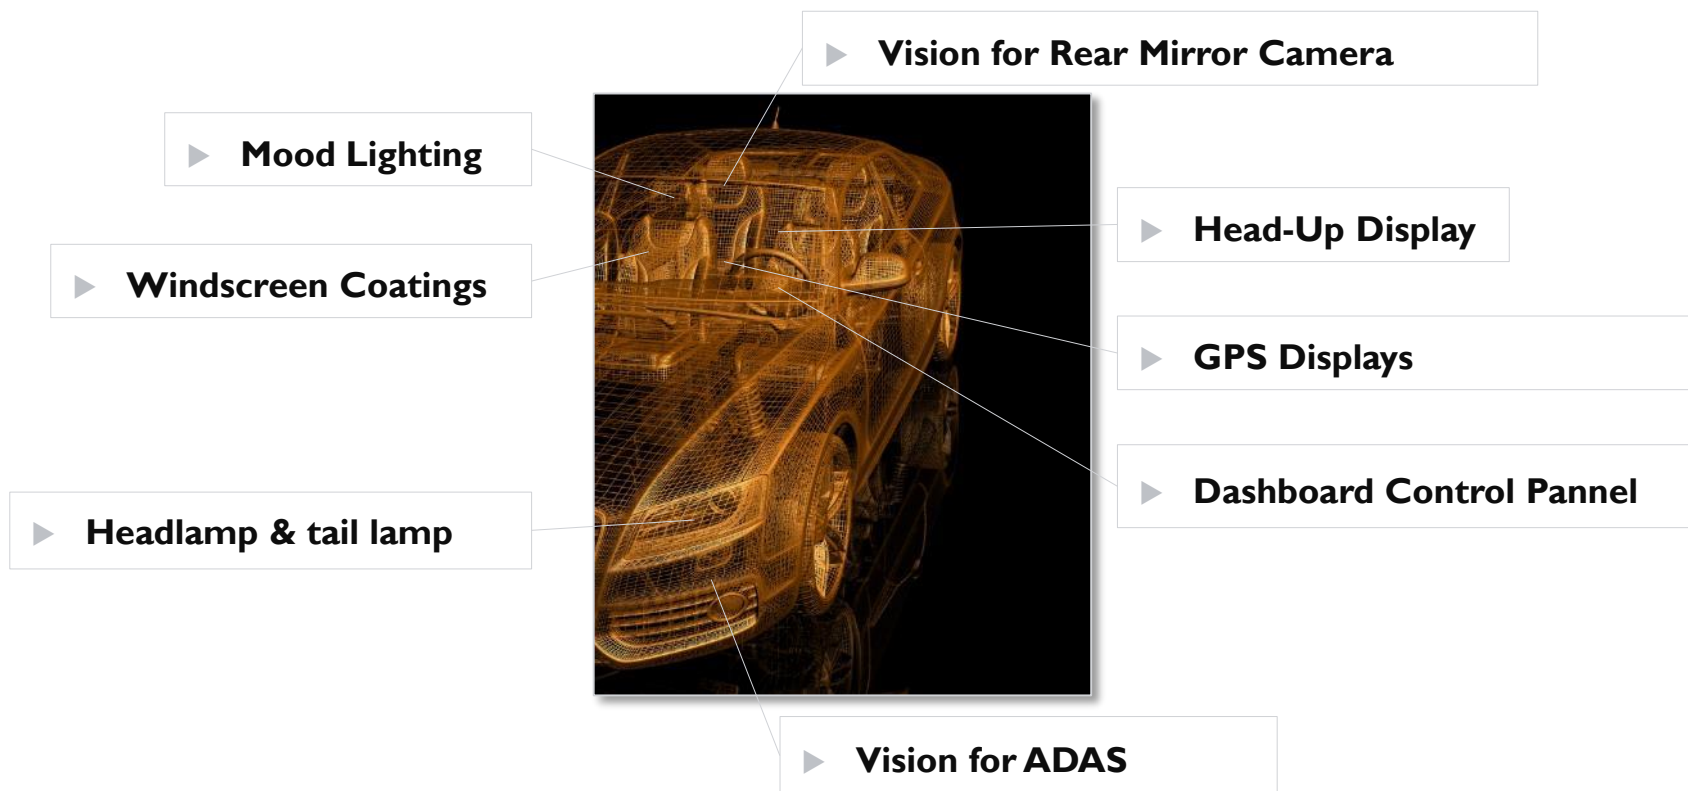 Vision for Rear Mirror Camera
Mood Lighting
Head-Up Display
Windscreen Coatings
GPS Displays
Dashboard Control Pannel
Headlamp & tail lamp
Vision for ADAS